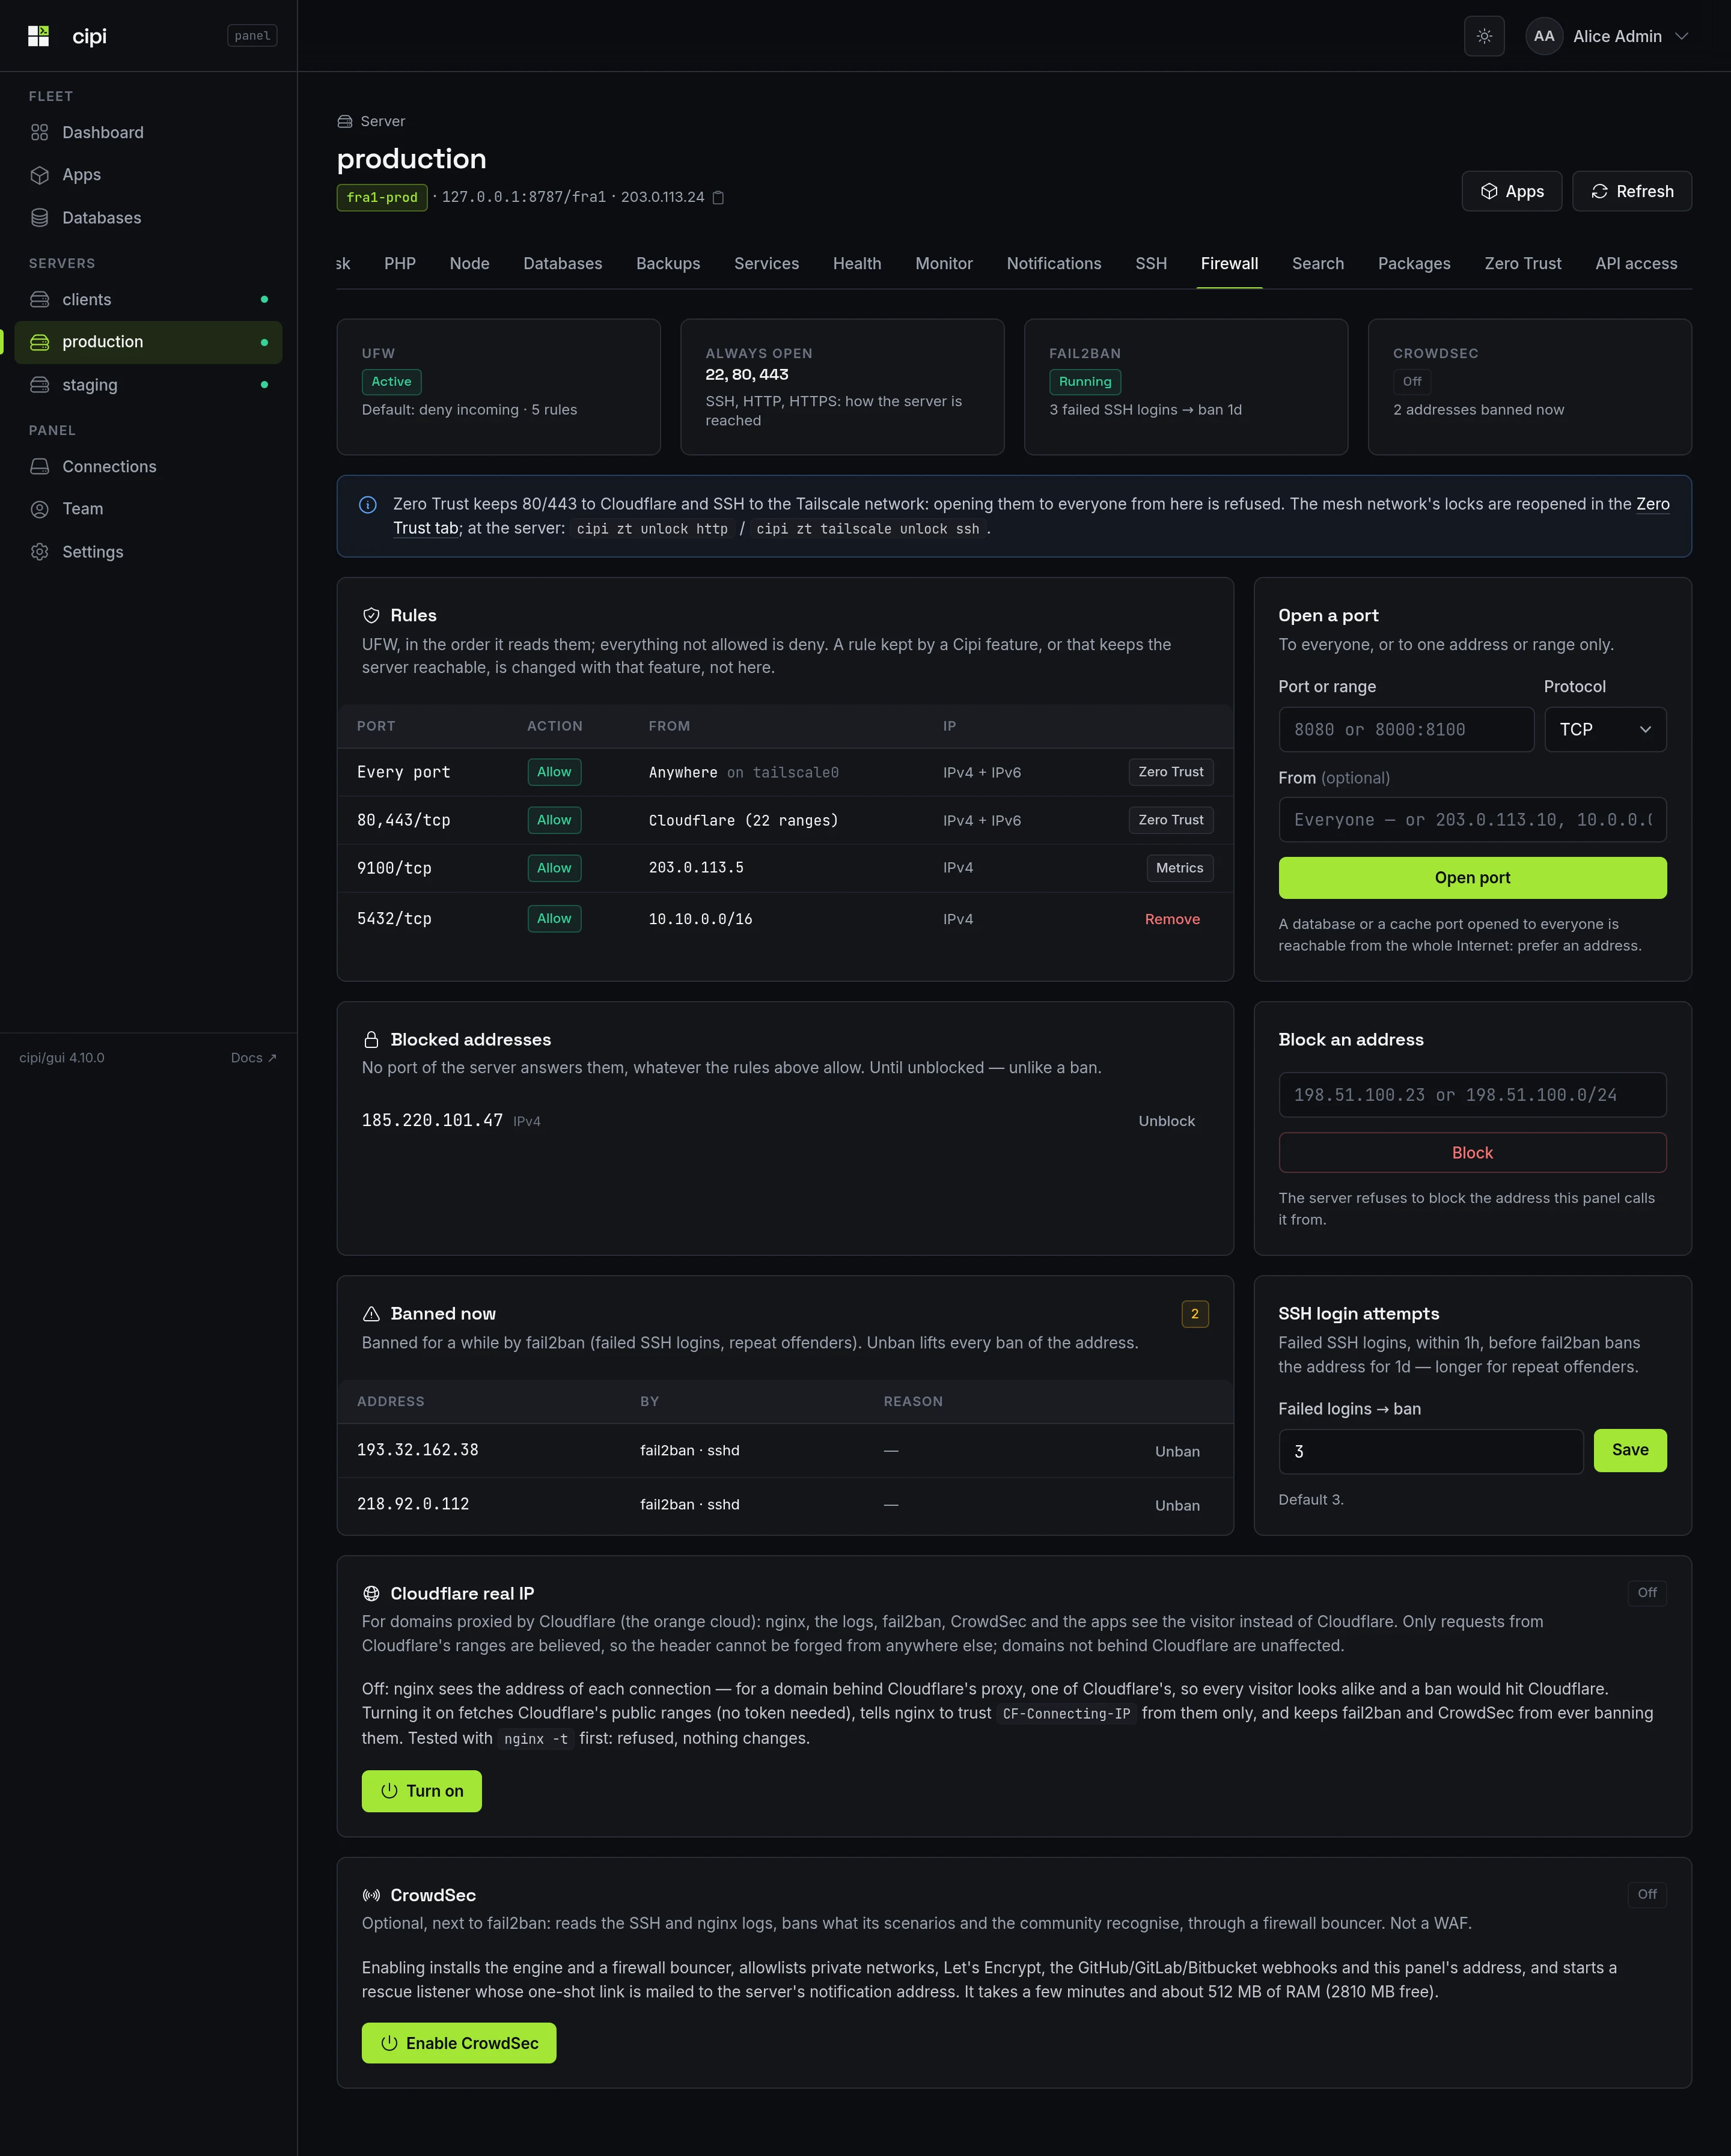 cipi
panel
AA
Alice Admin
FLEET
Dashboard
Apps
Databases
SERVERS
clients
production
staging
PANEL
Connections
Team
Settings
cipi/gui 4.10.0
Docs ↗
Server
production
fra1-prod · 127.0.0.1:8787/fra1 · 203.0.113.24
Apps
Refresh
sk PHP Node Databases Backups Services Health Monitor Notifications SSH Firewall Search Packages Zero Trust API access
UFW
Active
Default: deny incoming · 5 rules
ALWAYS OPEN
22, 80, 443
SSH, HTTP, HTTPS: how the server is
reached
FAIL2BAN
Running
3 failed SSH logins → ban 1d
CROWDSEC
Off
2 addresses banned now
Zero Trust keeps 80/443 to Cloudflare and SSH to the Tailscale network: opening them to everyone from here is refused. The mesh network's locks are reopened in the Zero
Trust tab; at the server: cipi zt unlock http / cipi zt tailscale unlock ssh .
Rules
UFW, in the order it reads them; everything not allowed is deny. A rule kept by a Cipi feature, or that keeps the
server reachable, is changed with that feature, not here.
PORT ACTION FROM IP
Every port Allow Anywhere on tailscale0 IPv4 + IPv6 Zero Trust
80,443/tcp Allow Cloudflare (22 ranges) IPv4 + IPv6 Zero Trust
9100/tcp Allow 203.0.113.5 IPv4 Metrics
5432/tcp Allow 10.10.0.0/16 IPv4 Remove
Open a port
To everyone, or to one address or range only.
Port or range Protocol
8080 or 8000:8100 TCP
From (optional)
Everyone — or 203.0.113.10, 10.0.0.0
Open port
A database or a cache port opened to everyone is
reachable from the whole Internet: prefer an address.
Blocked addresses
No port of the server answers them, whatever the rules above allow. Until unblocked — unlike a ban.
185.220.101.47 IPv4 Unblock
Block an address
198.51.100.23 or 198.51.100.0/24
Block
The server refuses to block the address this panel calls
it from.
Banned now 2
Banned for a while by fail2ban (failed SSH logins, repeat offenders). Unban lifts every ban of the address.
ADDRESS BY REASON
193.32.162.38 fail2ban · sshd — Unban
218.92.0.112 fail2ban · sshd — Unban
SSH login attempts
Failed SSH logins, within 1h, before fail2ban bans
the address for 1d — longer for repeat offenders.
Failed logins → ban
3 Save
Default 3.
Cloudflare real IP Off
For domains proxied by Cloudflare (the orange cloud): nginx, the logs, fail2ban, CrowdSec and the apps see the visitor instead of Cloudflare. Only requests from
Cloudflare's ranges are believed, so the header cannot be forged from anywhere else; domains not behind Cloudflare are unaffected.
Off: nginx sees the address of each connection — for a domain behind Cloudflare's proxy, one of Cloudflare's, so every visitor looks alike and a ban would hit Cloudflare.
Turning it on fetches Cloudflare's public ranges (no token needed), tells nginx to trust CF-Connecting-IP from them only, and keeps fail2ban and CrowdSec from ever banning
them. Tested with nginx -t first: refused, nothing changes.
Turn on
CrowdSec Off
Optional, next to fail2ban: reads the SSH and nginx logs, bans what its scenarios and the community recognise, through a firewall bouncer. Not a WAF.
Enabling installs the engine and a firewall bouncer, allowlists private networks, Let's Encrypt, the GitHub/GitLab/Bitbucket webhooks and this panel's address, and starts a
rescue listener whose one-shot link is mailed to the server's notification address. It takes a few minutes and about 512 MB of RAM (2810 MB free).
Enable CrowdSec